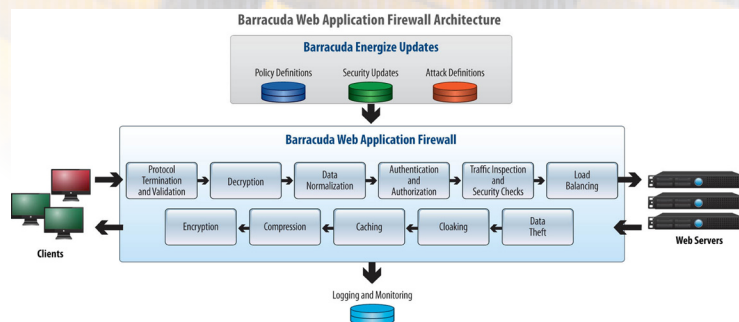 Barracuda Web Application Firewall Architecture
Barracuda Energize Updates
Policy Definitions
Security Updates
Attack Definitions
Barracuda Web Application Firewall
Protocol
Termination
and Validation
Decryption
Data
Normalization
Authentication
and
Authorization
Traffic Inspection
and
Security Checks
Load
Balancing
Encryption
Compression
Caching
Cloaking
Data
Theft
Clients
Web Servers
Logging and Monitoring